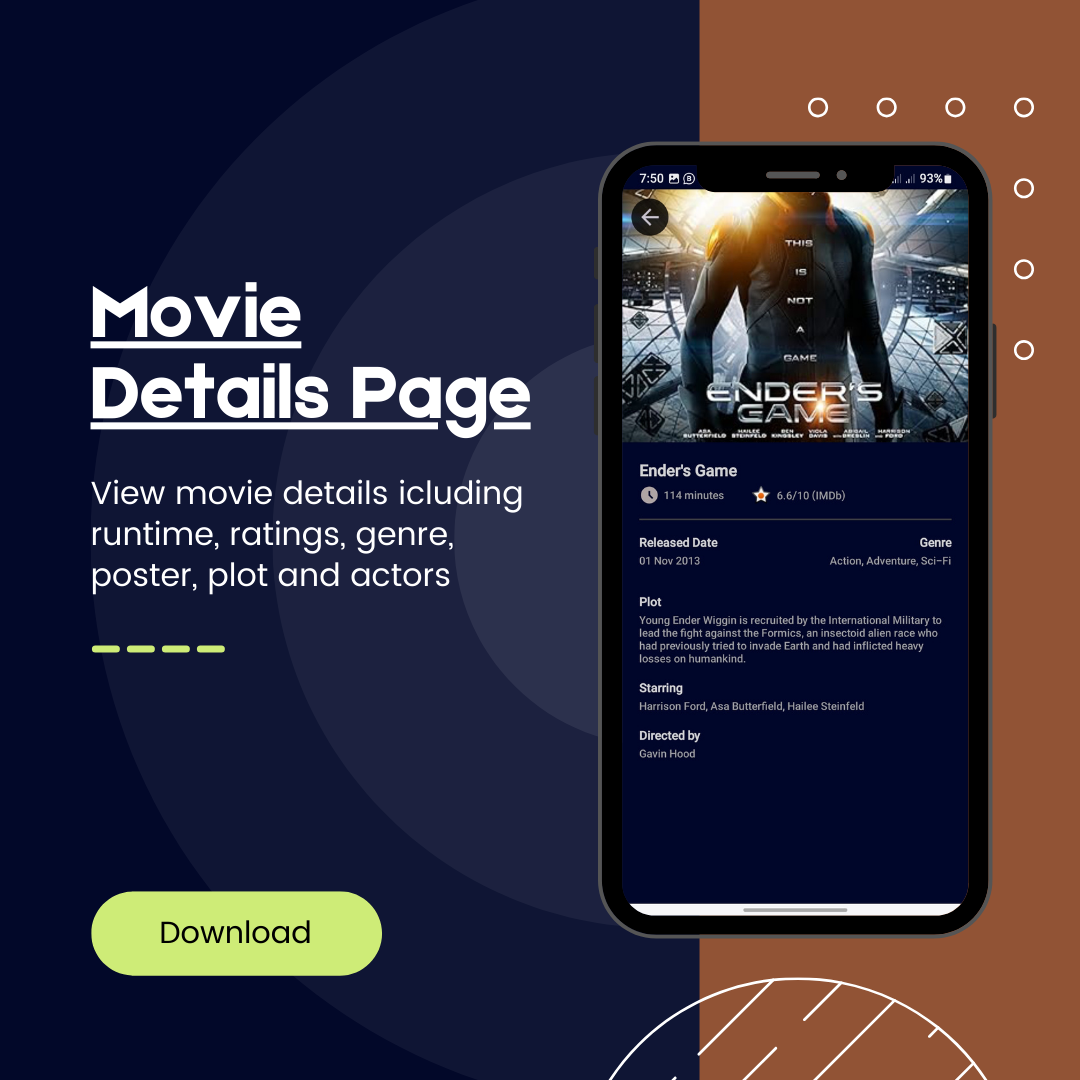 Movie
Details Page
View movie details icluding
runtime, ratings, genre,
poster, plot and actors
Download
7:50
93%
THIS
IS
NOT
A
GAME
ENDER'S
GAME
ASA BUTTERFIELD HAILEE STEINFELD BEN KINGSLEY VIOLA DAVIS WITH ABIGAIL BRESLIN AND HARRISON FORD
Ender's Game
114 minutes 6.6/10 (IMDb)
Released Date Genre
01 Nov 2013 Action, Adventure, Sci-Fi
Plot
Young Ender Wiggin is recruited by the International Military to
lead the fight against the Formics, an insectoid alien race who
had previously tried to invade Earth and had inflicted heavy
losses on humankind.
Starring
Harrison Ford, Asa Butterfield, Hailee Steinfeld
Directed by
Gavin Hood